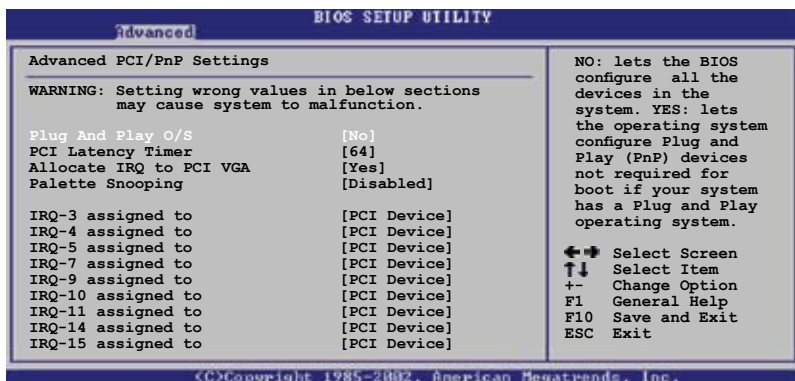 BIOS SETUP UTILITY
Advanced
Advanced PCI/PnP Settings
WARNING: Setting wrong values in below sections
may cause system to malfunction.
Plug And Play O/S [No]
PCI Latency Timer [64]
Allocate IRQ to PCI VGA [Yes]
Palette Snooping [Disabled]
IRQ-3 assigned to [PCI Device]
IRQ-4 assigned to [PCI Device]
IRQ-5 assigned to [PCI Device]
IRQ-7 assigned to [PCI Device]
IRQ-9 assigned to [PCI Device]
IRQ-10 assigned to [PCI Device]
IRQ-11 assigned to [PCI Device]
IRQ-14 assigned to [PCI Device]
IRQ-15 assigned to [PCI Device]
NO: lets the BIOS
configure all the
devices in the
system. YES: lets
the operating system
configure Plug and
Play (PnP) devices
not required for
boot if your system
has a Plug and Play
operating system.
←→ Select Screen
↑↓ Select Item
+- Change Option
F1 General Help
F10 Save and Exit
ESC Exit
(C)Copyright 1985-2002, American Megatrends, Inc.